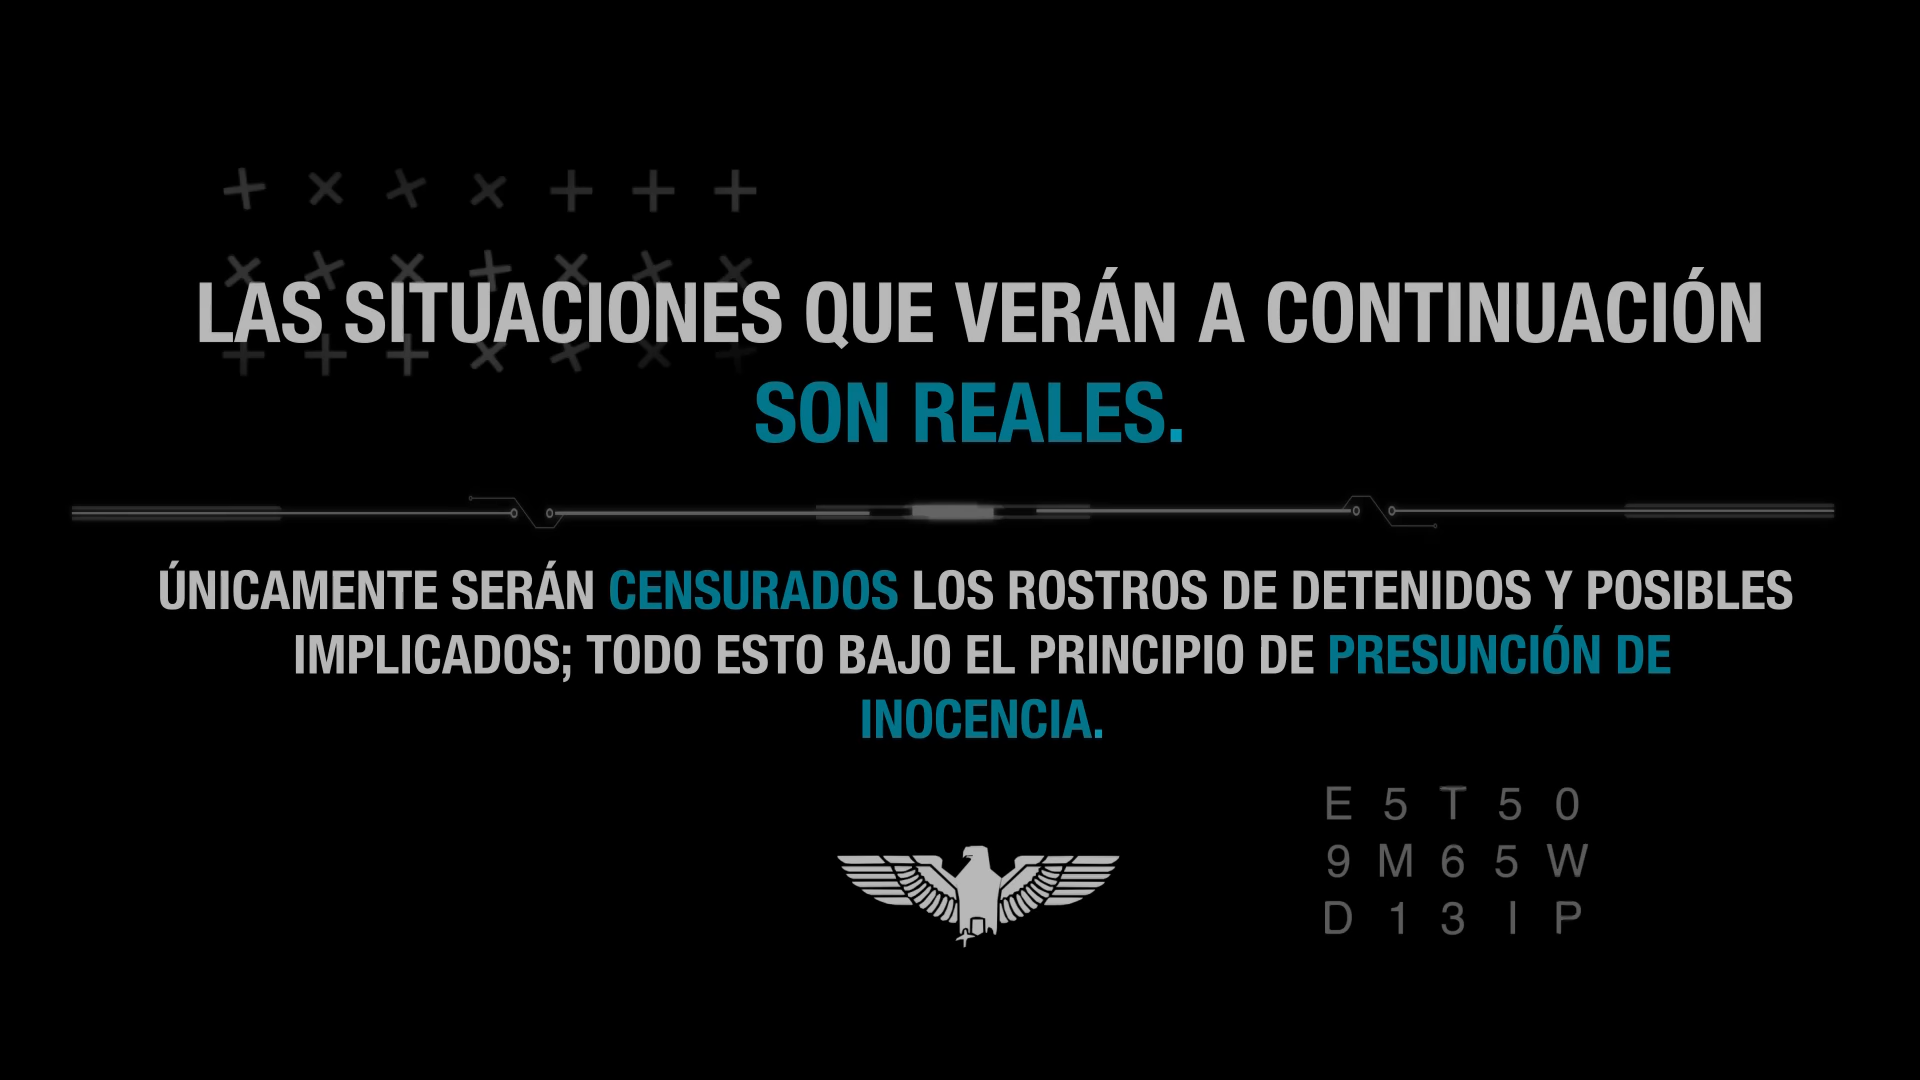 LAS SITUACIONES QUE VERÁN A CONTINUACIÓN
SON REALES.
ÚNICAMENTE SERÁN CENSURADOS LOS ROSTROS DE DETENIDOS Y POSIBLES
IMPLICADOS; TODO ESTO BAJO EL PRINCIPIO DE PRESUNCIÓN DE
INOCENCIA.
E 5 T 5 0
9 M 6 5 W
D 1 3 I P